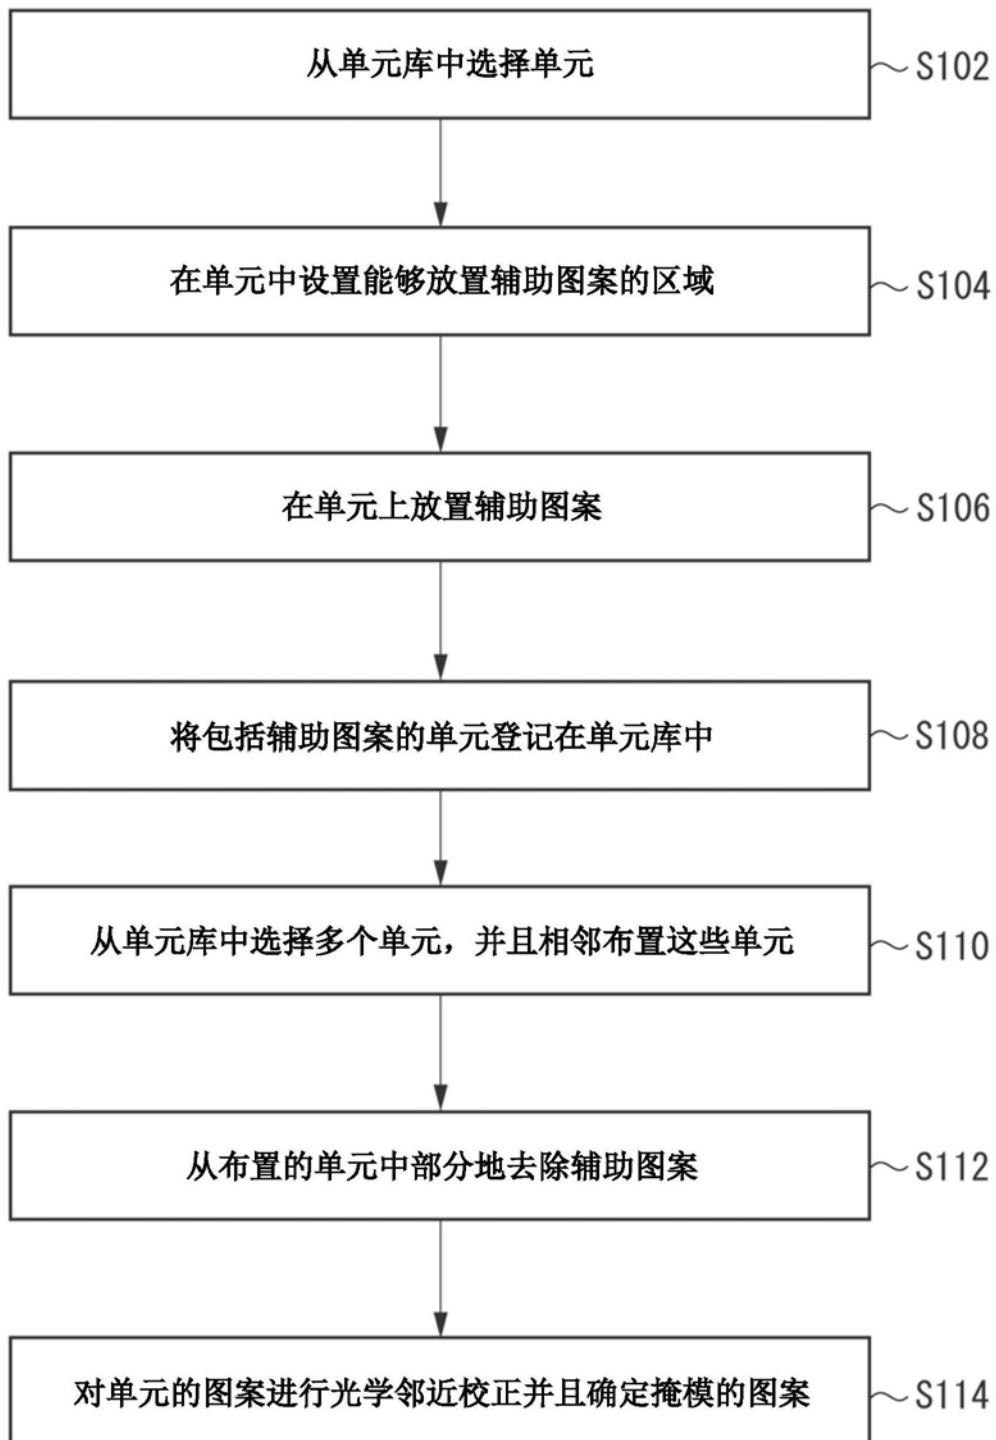 从单元库中选择单元
S102
在单元中设置能够放置辅助图案的区域
S104
在单元上放置辅助图案
S106
将包括辅助图案的单元登记在单元库中
S108
从单元库中选择多个单元，并且相邻布置这些单元
S110
从布置的单元中部分地去除辅助图案
S112
对单元的图案进行光学邻近校正并且确定掩模的图案
S114